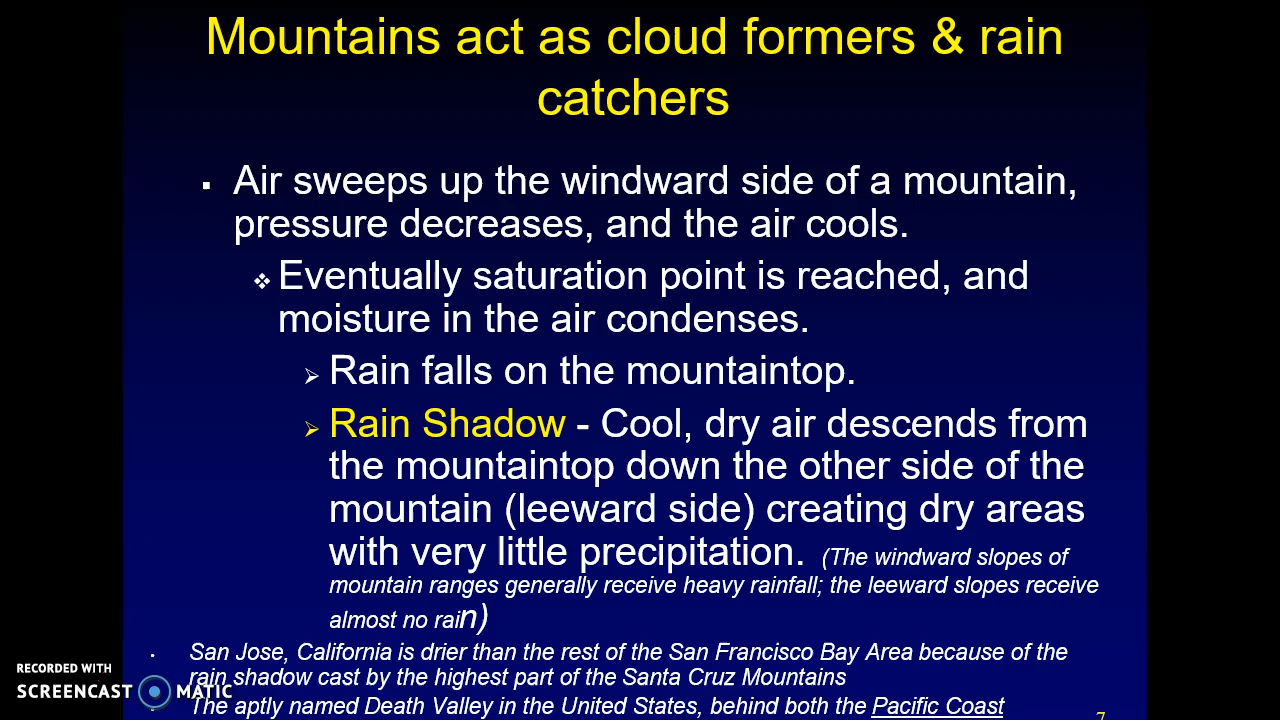 Mountains act as cloud formers & rain
catchers
Air sweeps up the windward side of a mountain,
pressure decreases, and the air cools.
Eventually saturation point is reached, and
moisture in the air condenses.
Rain falls on the mountaintop.
Rain Shadow - Cool, dry air descends from
the mountaintop down the other side of the
mountain (leeward side) creating dry areas
with very little precipitation. (The windward slopes of
mountain ranges generally receive heavy rainfall; the leeward slopes receive
almost no rain)
San Jose, California is drier than the rest of the San Francisco Bay Area because of the
rain shadow cast by the highest part of the Santa Cruz Mountains
The aptly named Death Valley in the United States, behind both the Pacific Coast
7
RECORDED WITH
SCREENCAST MATIC